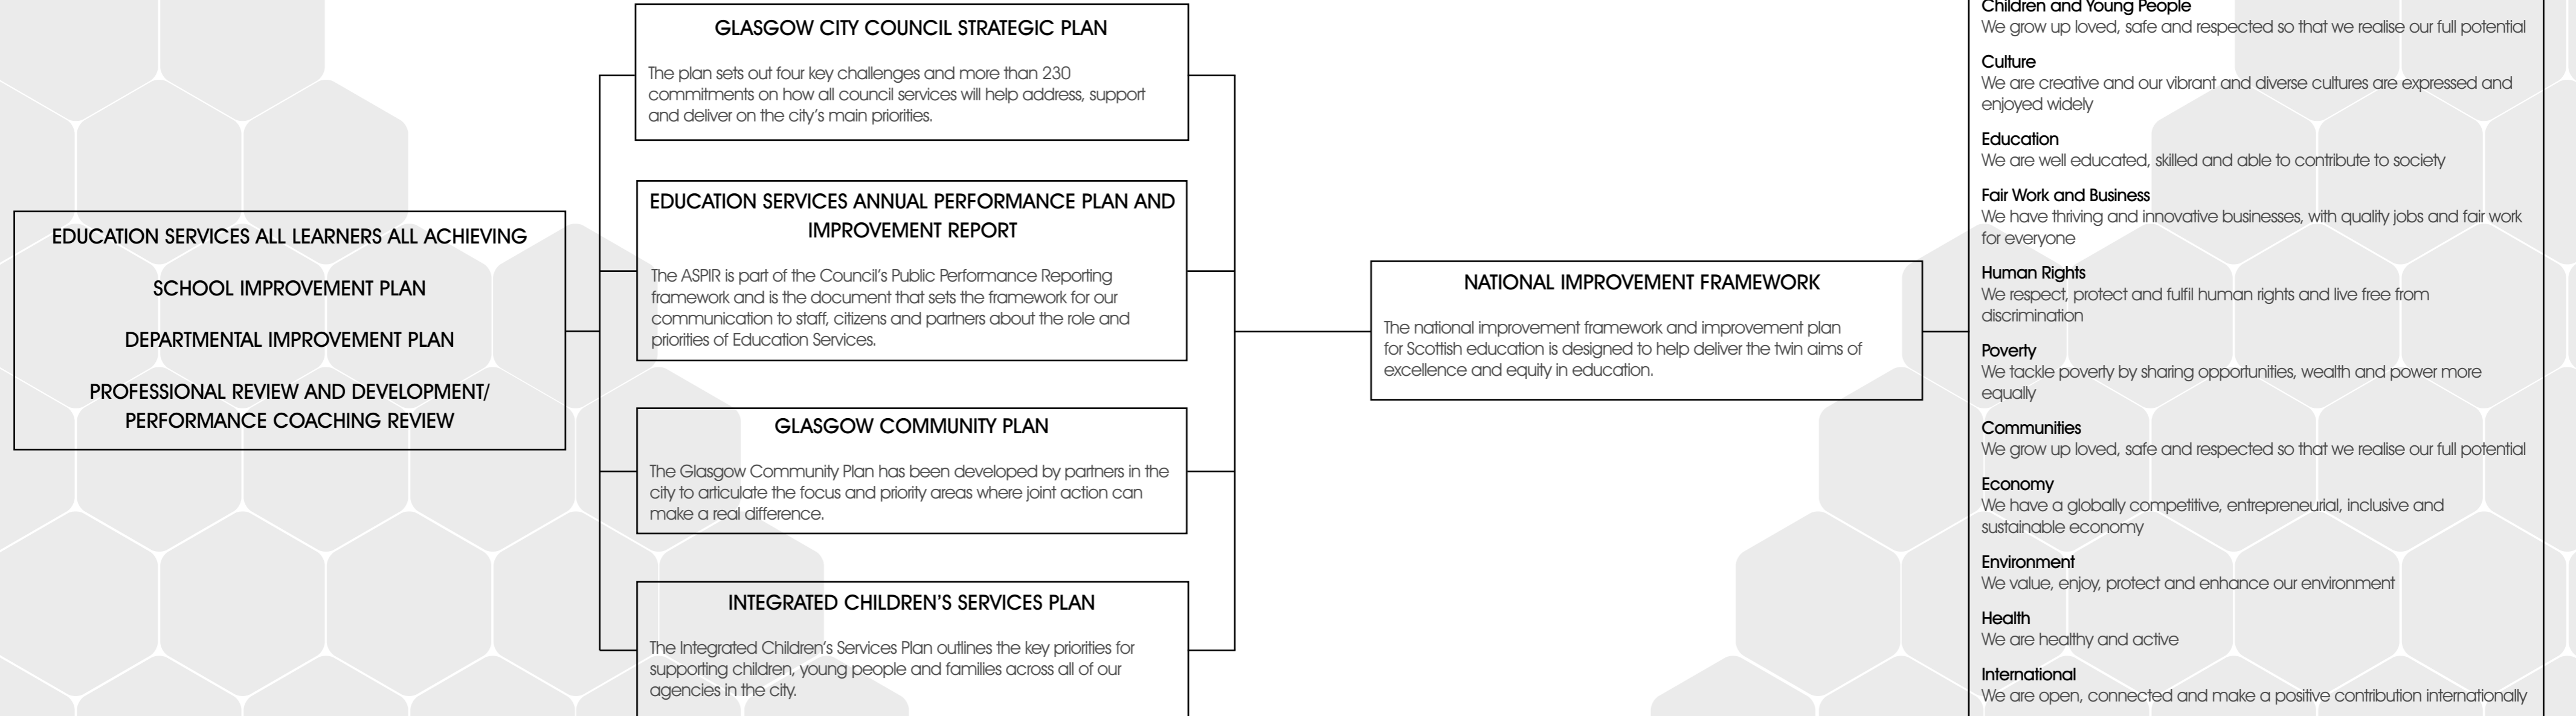 EDUCATION SERVICES ALL LEARNERS ALL ACHIEVING
SCHOOL IMPROVEMENT PLAN
DEPARTMENTAL IMPROVEMENT PLAN
PROFESSIONAL REVIEW AND DEVELOPMENT/
PERFORMANCE COACHING REVIEW
GLASGOW CITY COUNCIL STRATEGIC PLAN
The plan sets out four key challenges and more than 230
commitments on how all council services will help address, support
and deliver on the city's main priorities.
EDUCATION SERVICES ANNUAL PERFORMANCE PLAN AND
IMPROVEMENT REPORT
The ASPIR is part of the Council's Public Performance Reporting
framework and is the document that sets the framework for our
communication to staff, citizens and partners about the role and
priorities of Education Services.
GLASGOW COMMUNITY PLAN
The Glasgow Community Plan has been developed by partners in the
city to articulate the focus and priority areas where joint action can
make a real difference.
INTEGRATED CHILDREN'S SERVICES PLAN
The Integrated Children's Services Plan outlines the key priorities for
supporting children, young people and families across all of our
agencies in the city.
NATIONAL IMPROVEMENT FRAMEWORK
The national improvement framework and improvement plan
for Scottish education is designed to help deliver the twin aims of
excellence and equity in education.
Children and Young People
We grow up loved, safe and respected so that we realise our full potential
Culture
We are creative and our vibrant and diverse cultures are expressed and
enjoyed widely
Education
We are well educated, skilled and able to contribute to society
Fair Work and Business
We have thriving and innovative businesses, with quality jobs and fair work
for everyone
Human Rights
We respect, protect and fulfil human rights and live free from
discrimination
Poverty
We tackle poverty by sharing opportunities, wealth and power more
equally
Communities
We grow up loved, safe and respected so that we realise our full potential
Economy
We have a globally competitive, entrepreneurial, inclusive and
sustainable economy
Environment
We value, enjoy, protect and enhance our environment
Health
We are healthy and active
International
We are open, connected and make a positive contribution internationally